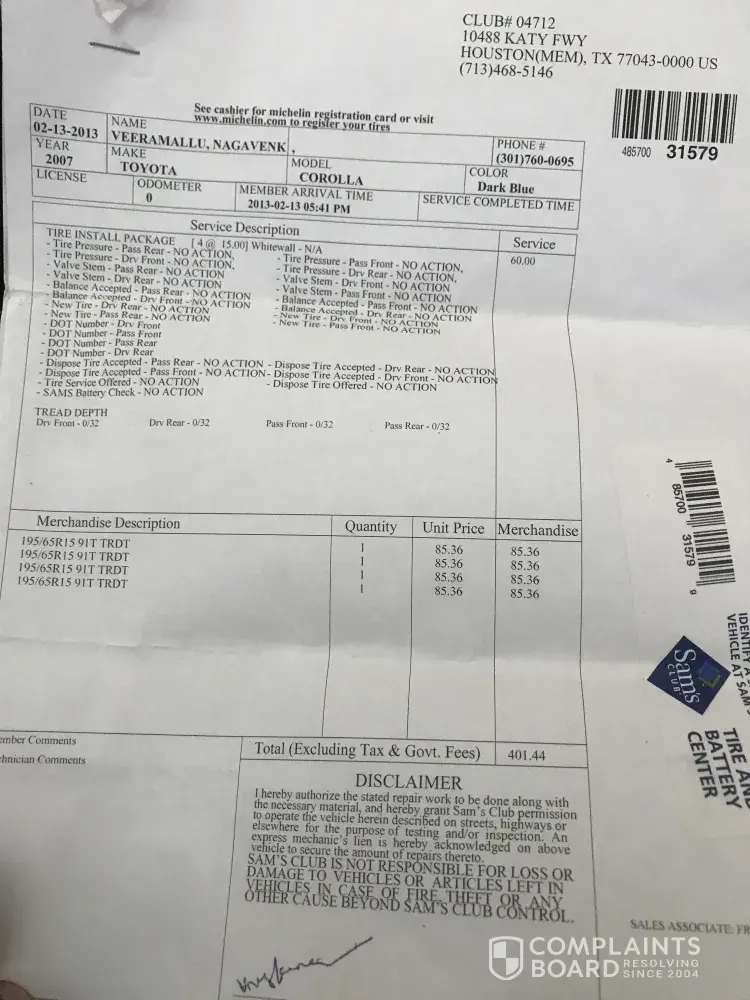 CLUB# 04712
10488 KATY FWY
HOUSTON(MEM), TX 77043-0000 US
(713)468-5146
485700 31579
See cashier for michelin registration card or visit
www.michelin.com to register your tires
DATE
02-13-2013
NAME
VEERAMALLU, NAGAVENK ,
PHONE #
(301)760-0695
YEAR
2007
MAKE
TOYOTA
MODEL
COROLLA
COLOR
Dark Blue
LICENSE
ODOMETER
0
MEMBER ARRIVAL TIME
2013-02-13 05:41 PM
SERVICE COMPLETED TIME
Service Description
Service
TIRE INSTALL PACKAGE [ 4 @ 15.00] Whitewall - N/A
60.00
- Tire Pressure - Pass Rear - NO ACTION, - Tire Pressure - Pass Front - NO ACTION,
- Tire Pressure - Drv Front - NO ACTION, - Tire Pressure - Drv Rear - NO ACTION,
- Valve Stem - Pass Rear - NO ACTION - Valve Stem - Drv Front - NO ACTION
- Valve Stem - Drv Rear - NO ACTION - Valve Stem - Pass Front - NO ACTION
- Balance Accepted - Pass Rear - NO ACTION - Balance Accepted - Pass Front - NO ACTION
- Balance Accepted - Drv Front - NO ACTION - Balance Accepted - Drv Rear - NO ACTION
- New Tire - Drv Rear - NO ACTION - New Tire - Drv Front - NO ACTION
- New Tire - Pass Rear - NO ACTION - New Tire - Pass Front - NO ACTION
- DOT Number - Drv Front
- DOT Number - Pass Front
- DOT Number - Pass Rear
- DOT Number - Drv Rear
- Dispose Tire Accepted - Pass Rear - NO ACTION - Dispose Tire Accepted - Drv Rear - NO ACTION
- Dispose Tire Accepted - Pass Front - NO ACTION - Dispose Tire Accepted - Drv Front - NO ACTION
- Tire Service Offered - NO ACTION - Dispose Tire Offered - NO ACTION
- SAMS Battery Check - NO ACTION
TREAD DEPTH
Drv Front - 0/32 Drv Rear - 0/32 Pass Front - 0/32 Pass Rear - 0/32
Merchandise Description Quantity Unit Price Merchandise
195/65R15 91T TRDT 1 85.36 85.36
195/65R15 91T TRDT 1 85.36 85.36
195/65R15 91T TRDT 1 85.36 85.36
195/65R15 91T TRDT 1 85.36 85.36
4 85700 31579 9
IDENTIFY A
VEHICLE AT SAM'S
Sam's
CLUB
TIRE AND
BATTERY
CENTER
mber Comments
hnician Comments
Total (Excluding Tax & Govt. Fees) 401.44
DISCLAIMER
I hereby authorize the stated repair work to be done along with
the necessary material, and hereby grant Sam's Club permission
to operate the vehicle herein described on streets, highways or
elsewhere for the purpose of testing and/or inspection. An
express mechanic's lien is hereby acknowledged on above
vehicle to secure the amount of repairs thereto.
SAM'S CLUB IS NOT RESPONSIBLE FOR LOSS OR
DAMAGE TO VEHICLES OR ARTICLES LEFT IN
VEHICLES IN CASE OF FIRE, THEFT OR ANY
OTHER CAUSE BEYOND SAM'S CLUB CONTROL.
SALES ASSOCIATE: FR
COMPLAINTS
BOARD RESOLVING
SINCE 2004